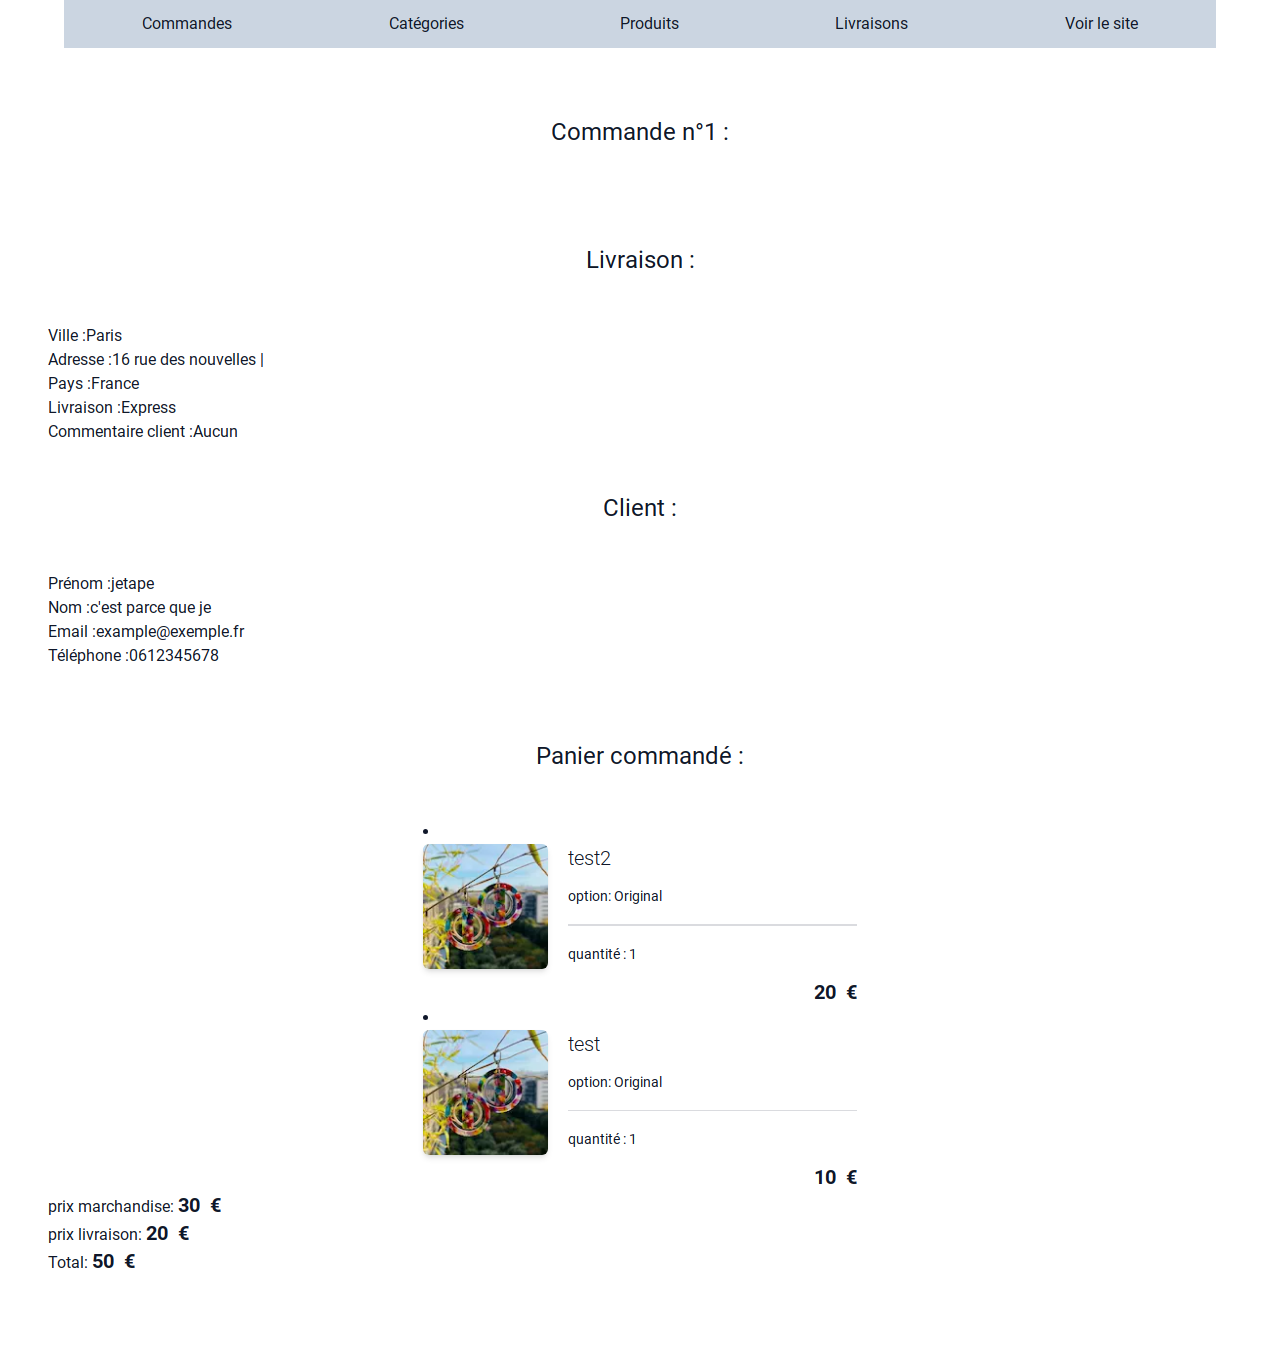 Commandes Catégories Produits Livraisons Voir le site
Commande n°1 :
Livraison :
Ville :Paris
Adresse :16 rue des nouvelles |
Pays :France
Livraison :Express
Commentaire client :Aucun
Client :
Prénom :jetape
Nom :c'est parce que je
Email :example@exemple.fr
Téléphone :0612345678
Panier commandé :
test2
option: Original
quantité : 1
20 €
test
option: Original
quantité : 1
10 €
prix marchandise: 30 €
prix livraison: 20 €
Total: 50 €